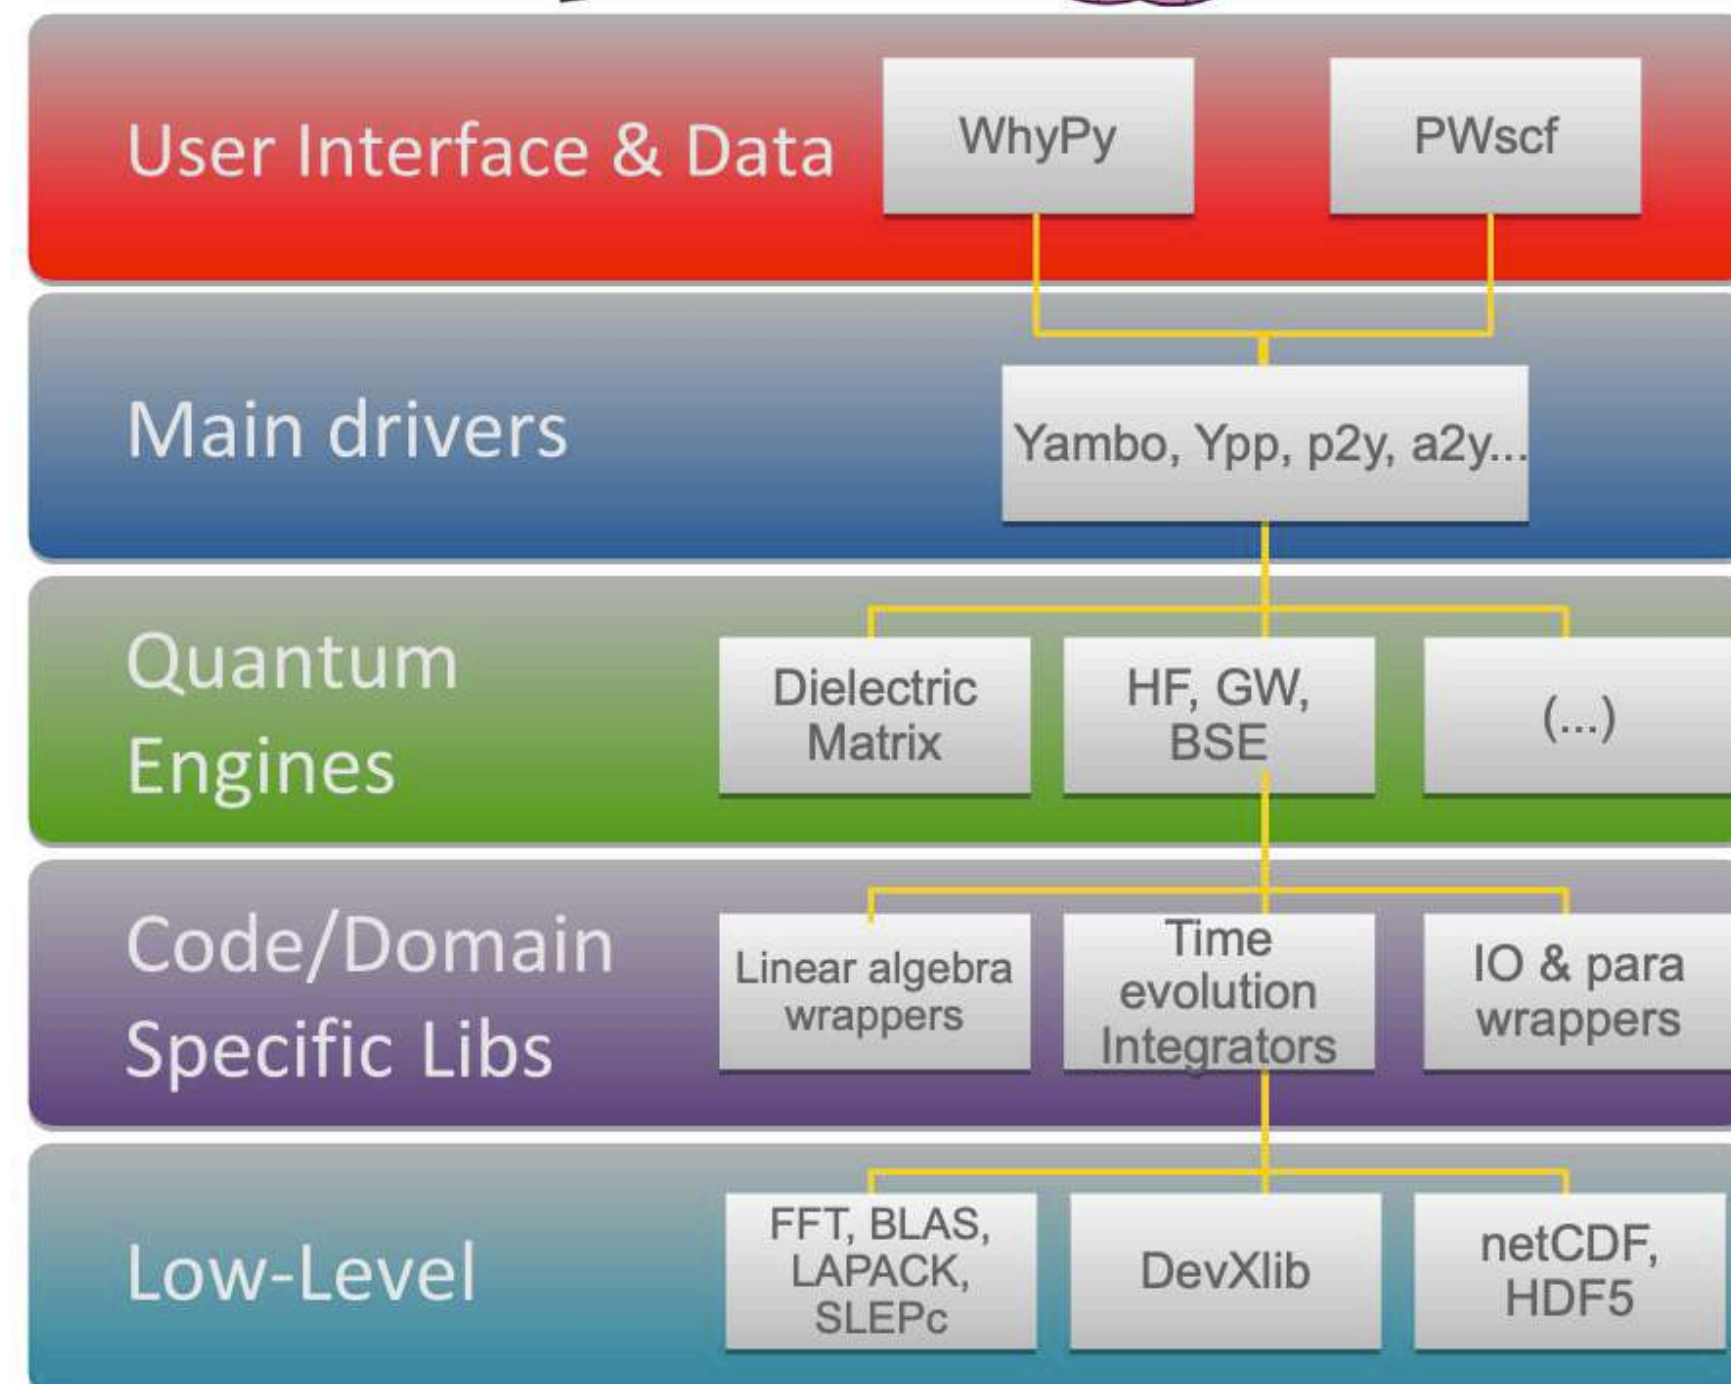 User Interface & Data
WhyPy
PWscf
Main drivers
Yambo, Ypp, p2y, a2y...
Quantum
Engines
Dielectric
Matrix
HF, GW,
BSE
(...)
Code/Domain
Specific Libs
Linear algebra
wrappers
Time
evolution
Integrators
IO & para
wrappers
Low-Level
FFT, BLAS,
LAPACK,
SLEPc
DevXlib
netCDF,
HDF5